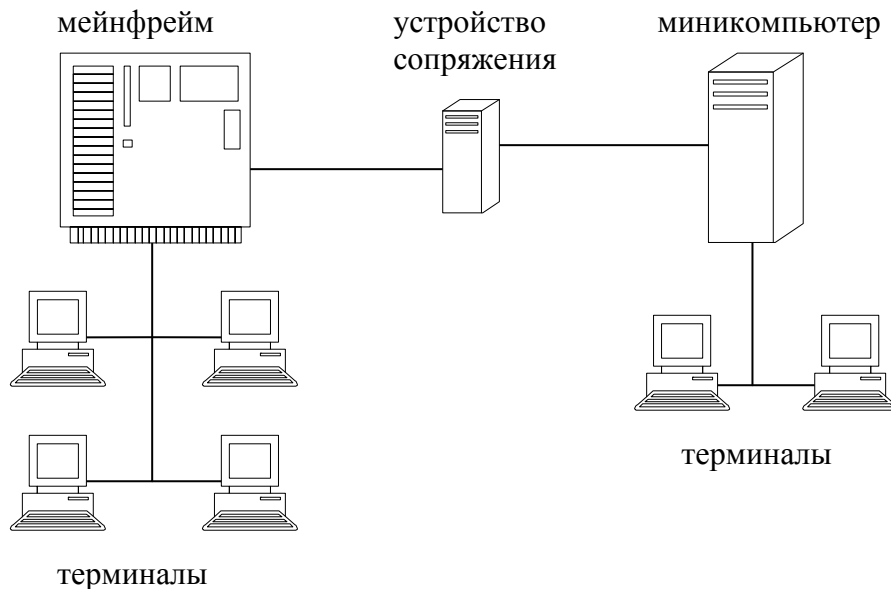 мейнфрейм
устройство
сопряжения
миникомпьютер
терминалы
терминалы